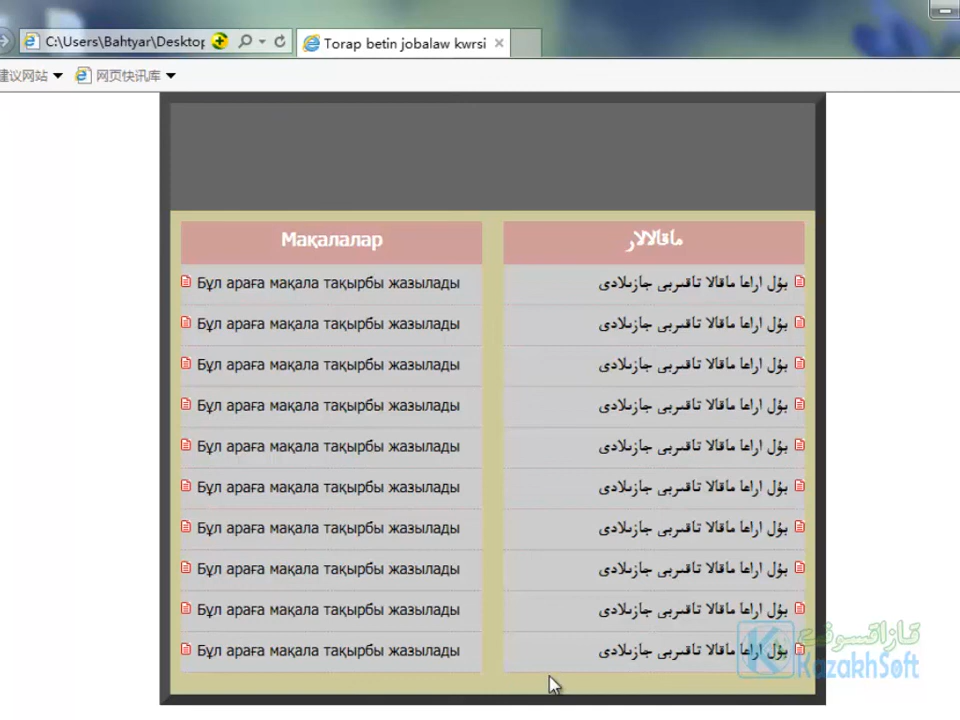 C:\Users\Bahtyar\Desktop
Torap betin jobalaw kwrsi
建议网站
网页快讯库
Мақалалар
Бұл араға мақала тақырбы жазылады
Бұл араға мақала тақырбы жазылады
Бұл араға мақала тақырбы жазылады
Бұл араға мақала тақырбы жазылады
Бұл араға мақала тақырбы жазылады
Бұл араға мақала тақырбы жазылады
Бұл араға мақала тақырбы жазылады
Бұл араға мақала тақырбы жазылады
Бұл араға мақала тақырбы жазылады
Бұл араға мақала тақырбы жазылады
ماقالالار
بۇل اراعا ماقالا تاقىربى جازىلادى
بۇل اراعا ماقالا تاقىربى جازىلادى
بۇل اراعا ماقالا تاقىربى جازىلادى
بۇل اراعا ماقالا تاقىربى جازىلادى
بۇل اراعا ماقالا تاقىربى جازىلادى
بۇل اراعا ماقالا تاقىربى جازىلادى
بۇل اراعا ماقالا تاقىربى جازىلادى
بۇل اراعا ماقالا تاقىربى جازىلادى
بۇل اراعا ماقالا تاقىربى جازىلادى
بۇل اراعا ماقالا تاقىربى جازىلادى
قازاقسوفت
KazakhSoft